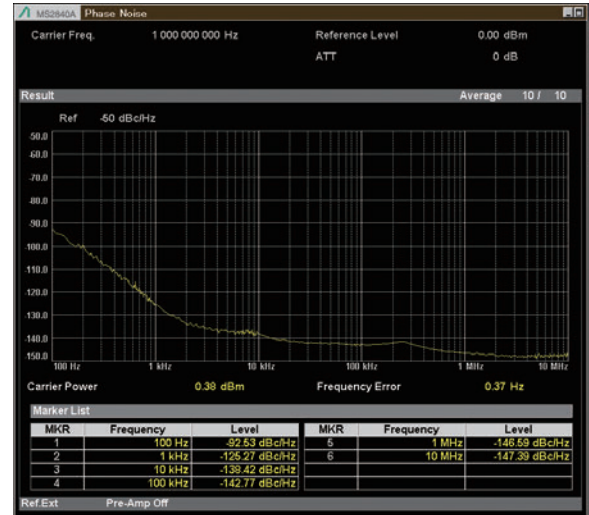 MS2840A Phase Noise
Carrier Freq. 1 000 000 000 Hz Reference Level 0.00 dBm
ATT 0 dB
Result Average 10 / 10
Ref -50 dBc/Hz
-50.0
-60.0
-70.0
-80.0
-90.0
-100.0
-110.0
-120.0
-130.0
-140.0
-150.0
100 Hz 1 kHz 10 kHz 100 kHz 1 MHz 10 MHz
Carrier Power 0.38 dBm Frequency Error 0.37 Hz
Marker List
MKR Frequency Level MKR Frequency Level
1 100 Hz -92.53 dBc/Hz 5 1 MHz -146.59 dBc/Hz
2 1 kHz -125.27 dBc/Hz 6 10 MHz -147.39 dBc/Hz
3 10 kHz -138.42 dBc/Hz
4 100 kHz -142.77 dBc/Hz
Ref.Ext Pre-Amp Off